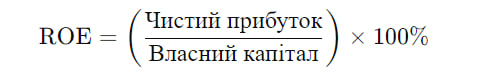 ROE = (Чистий прибуток / Власний капітал) × 100%